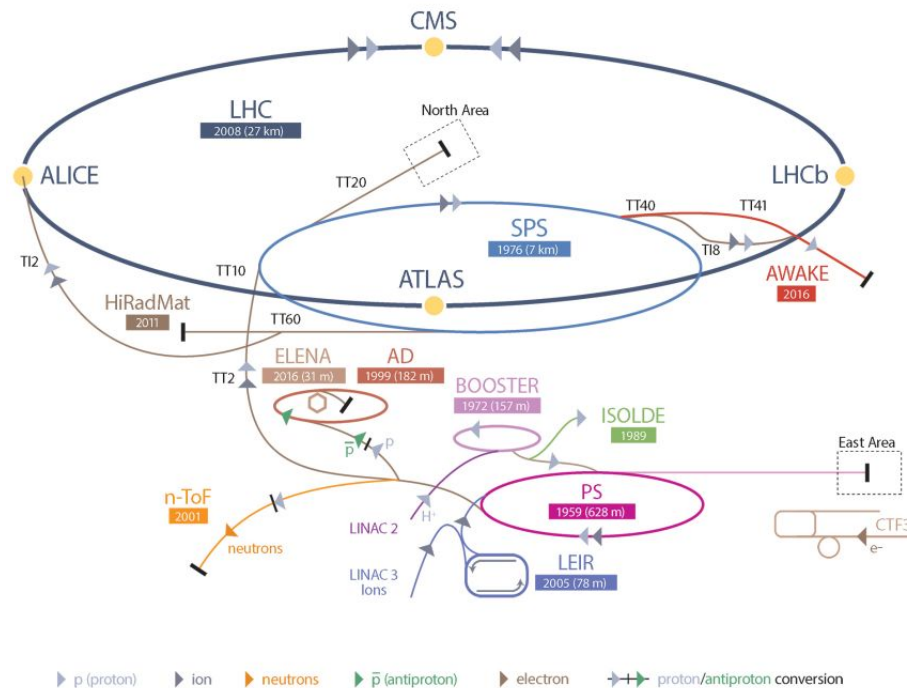 CMS
LHC
2008 (27 km)
North Area
ALICE
TT20
LHCb
TT40
TT41
SPS
1976 (7 km)
TI8
TI2
TT10
ATLAS
AWAKE
2016
HiRadMat
2011
TT60
ELENA
2016 (31 m)
AD
1999 (182 m)
TT2
BOOSTER
1972 (157 m)
ISOLDE
1989
p
p̅
East Area
n-ToF
2001
PS
1959 (628 m)
H⁺
LINAC 2
neutrons
CTF3
e–
LEIR
2005 (78 m)
LINAC 3
Ions
p (proton)
ion
neutrons
p̅ (antiproton)
electron
proton/antiproton conversion